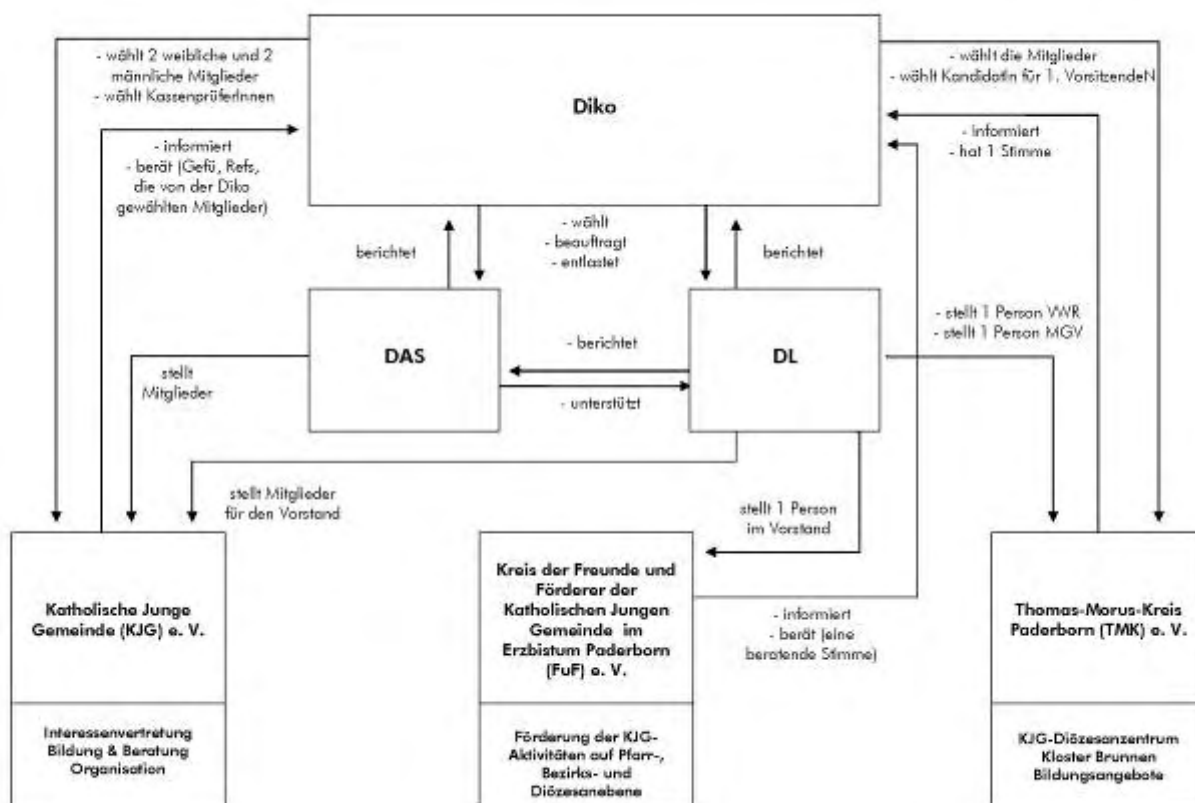 - wählt 2 weibliche und 2
männliche Mitglieder
- wählt KassenprüferInnen
Diko
- wählt die Mitglieder
- wählt KandidatIn für 1. VorsitzendeN
- informiert
- berät (Gefü, Refs,
die von der Diko
gewählten Mitglieder)
- informiert
- hat 1 Stimme
berichtet
- wählt
- beauftragt
- entlastet
berichtet
DAS
- berichtet
- unterstützt
DL
- stellt 1 Person VWR
- stellt 1 Person MGV
stellt
Mitglieder
stellt Mitglieder
für den Vorstand
stellt 1 Person
im Vorstand
Katholische Junge
Gemeinde (KJG) e. V.
Interessenvertretung
Bildung & Beratung
Organisation
Kreis der Freunde und
Förderer der
Katholischen Jungen
Gemeinde im
Erzbistum Paderborn
(FuF) e. V.
Förderung der KJG-
Aktivitäten auf Pfarr-,
Bezirks- und
Diözesanebene
- informiert
- berät (eine
beratende Stimme)
Thomas-Morus-Kreis
Paderborn (TMK) e. V.
KJG-Diözesanzentrum
Kloster Brunnen
Bildungsangebote